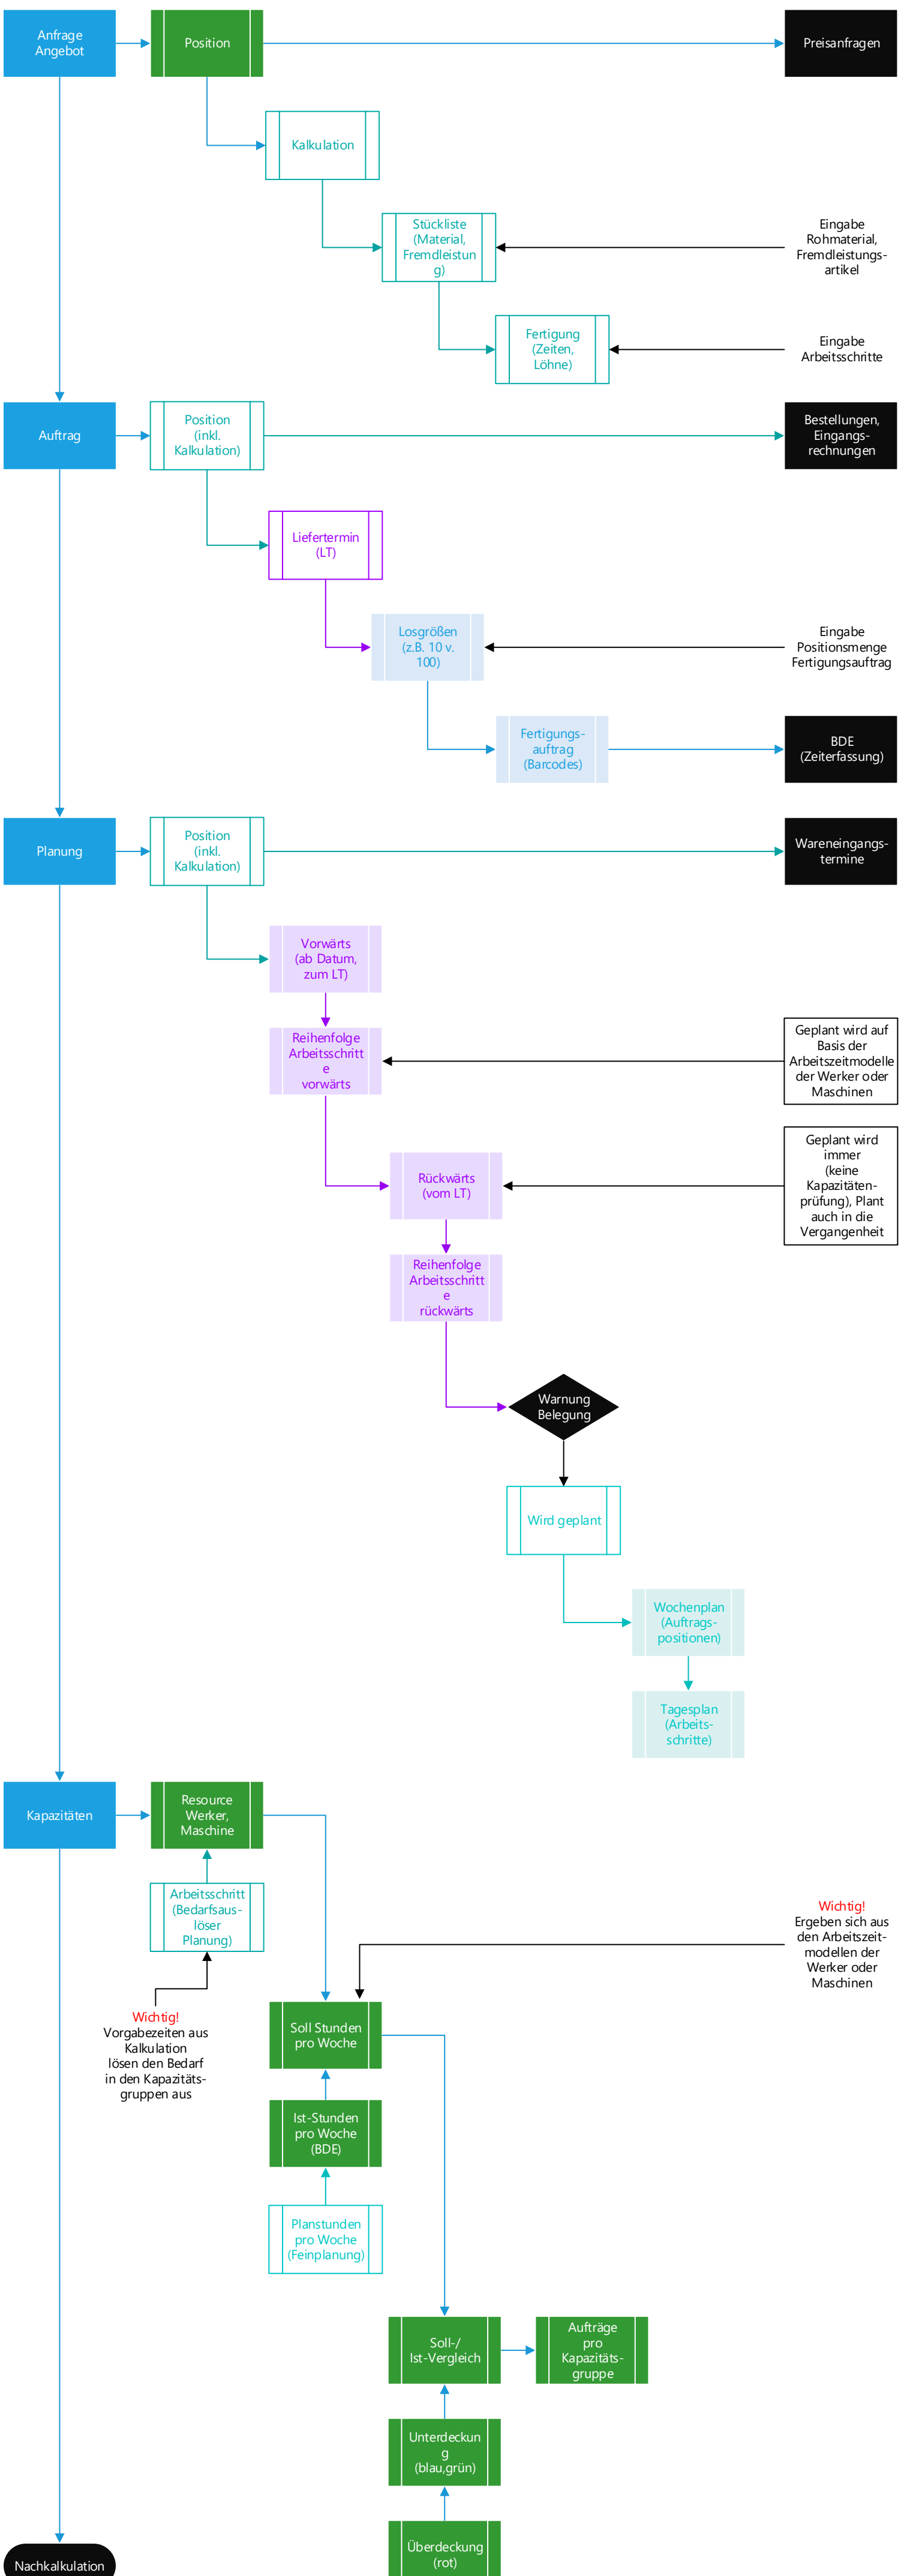 Anfrage
Angebot
Position
Preisanfragen
Kalkulation
Stückliste
(Material,
Fremdleistun
g)
Eingabe
Rohmaterial,
Fremdleistungs-
artikel
Fertigung
(Zeiten,
Löhne)
Eingabe
Arbeitsschritte
Auftrag
Position
(inkl.
Kalkulation)
Bestellungen,
Eingangs-
rechnungen
Liefertermin
(LT)
Losgrößen
(z.B. 10 v.
100)
Eingabe
Positionsmenge
Fertigungsauftrag
Fertigungs-
auftrag
(Barcodes)
BDE
(Zeiterfassung)
Planung
Position
(inkl.
Kalkulation)
Wareneingangs-
termine
Vorwärts
(ab Datum,
zum LT)
Reihenfolge
Arbeitsschritt
e
vorwärts
Geplant wird auf
Basis der
Arbeitszeitmodelle
der Werker oder
Maschinen
Rückwärts
(vom LT)
Geplant wird
immer
(keine
Kapazitäten-
prüfung), Plant
auch in die
Vergangenheit
Reihenfolge
Arbeitsschritt
e
rückwärts
Warnung
Belegung
Wird geplant
Wochenplan
(Auftrags-
positionen)
Tagesplan
(Arbeits-
schritte)
Kapazitäten
Resource
Werker,
Maschine
Arbeitsschritt
(Bedarfsaus-
löser
Planung)
Wichtig!
Ergeben sich aus
den Arbeitszeit-
modellen der
Werker oder
Maschinen
Wichtig!
Vorgabezeiten aus
Kalkulation
lösen den Bedarf
in den Kapazitäts-
gruppen aus
Soll Stunden
pro Woche
Ist-Stunden
pro Woche
(BDE)
Planstunden
pro Woche
(Feinplanung)
Soll-/
Ist-Vergleich
Aufträge
pro
Kapazitäts-
gruppe
Unterdeckun
g
(blau,grün)
Überdeckung
(rot)
Nachkalkulation